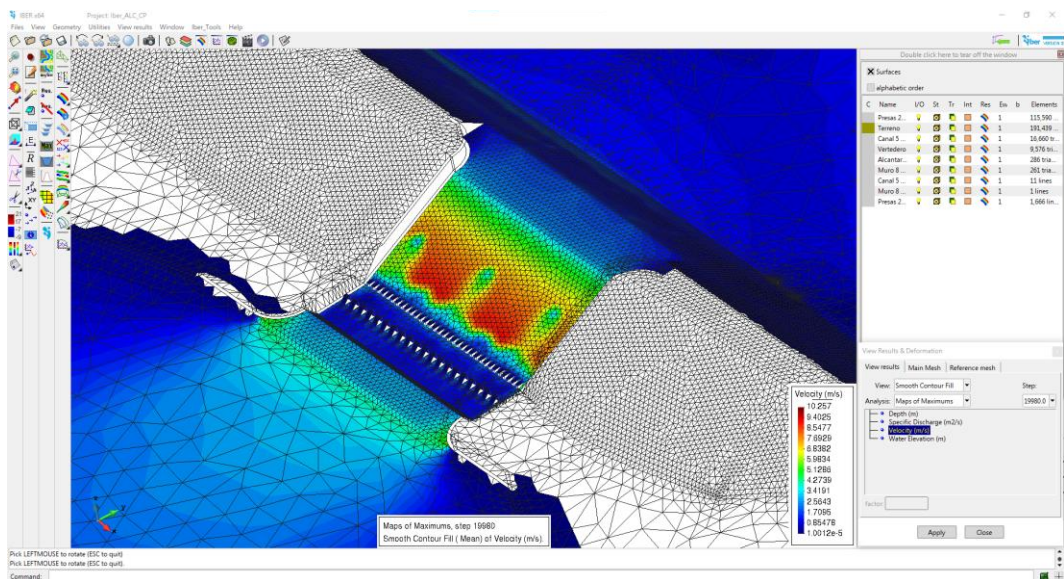 IBER x64 Project: Iber_ALC_CP
Files View Geometry Utilities View results Window Iber_Tools Help
Double click here to tear off the window
Surfaces
alphabetic order
C Name I/O St Tr Int Res Em b Elements
Presas 2... 1 115,590 ...
Terreno 1 191,439 ...
Canal 5 ... 1 16,660 tr...
Vertedero 1 9,576 tri...
Alcantar... 1 286 tria...
Muro 8 ... 1 261 tria...
Canal 5 ... 1 11 lines
Muro 8 ... 1 1 lines
Presas 2... 1 1,666 lin...
View Results & Deformation
View results Main Mesh Reference mesh
View: Smooth Contour Fill Step:
Analysis: Maps of Maximums 19980.0
Depth (m)
Specific Discharge (m2/s)
Velocity (m/s)
Water Elevation (m)
factor
Apply Close
Velocity (m/s)
10.257
9.4025
8.5477
7.6929
6.8382
5.9834
5.1286
4.2739
3.4191
2.5643
1.7095
0.85478
1.0012e-5
Maps of Maximums, step 19980
Smooth Contour Fill ( Mean) of Velocity (m/s).
Pick LEFTMOUSE to rotate (ESC to quit)
Pick LEFTMOUSE to rotate (ESC to quit).
Command: